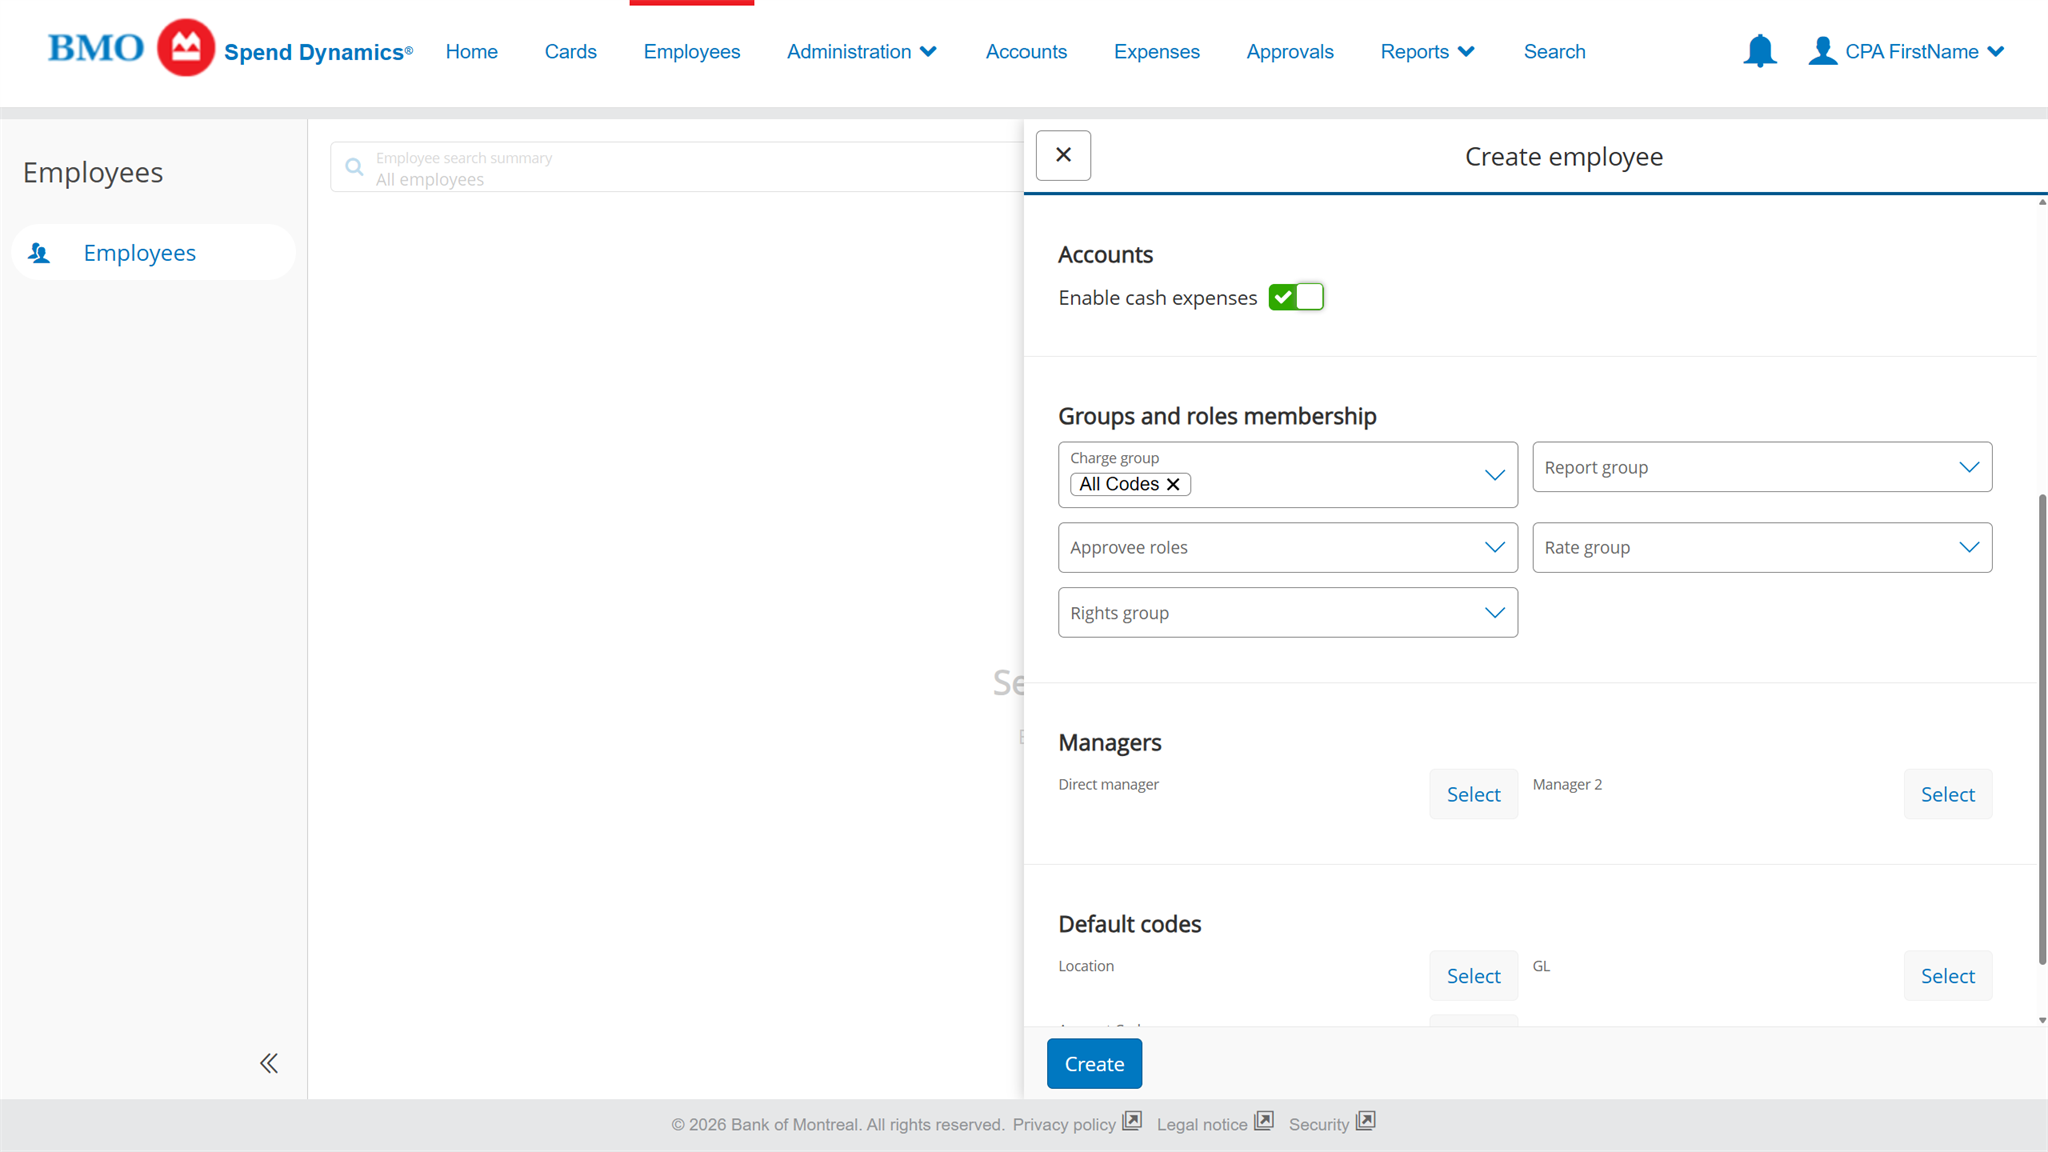 BMO Spend Dynamics®
Home
Cards
Employees
Administration
Accounts
Expenses
Approvals
Reports
Search
CPA FirstName
Employees
Employees
Employee search summary
All employees
Create employee
Accounts
Enable cash expenses
Groups and roles membership
Charge group
All Codes
Report group
Approvee roles
Rate group
Rights group
Managers
Direct manager
Select
Manager 2
Select
Default codes
Location
Select
GL
Select
Create
© 2026 Bank of Montreal. All rights reserved. Privacy policy Legal notice Security